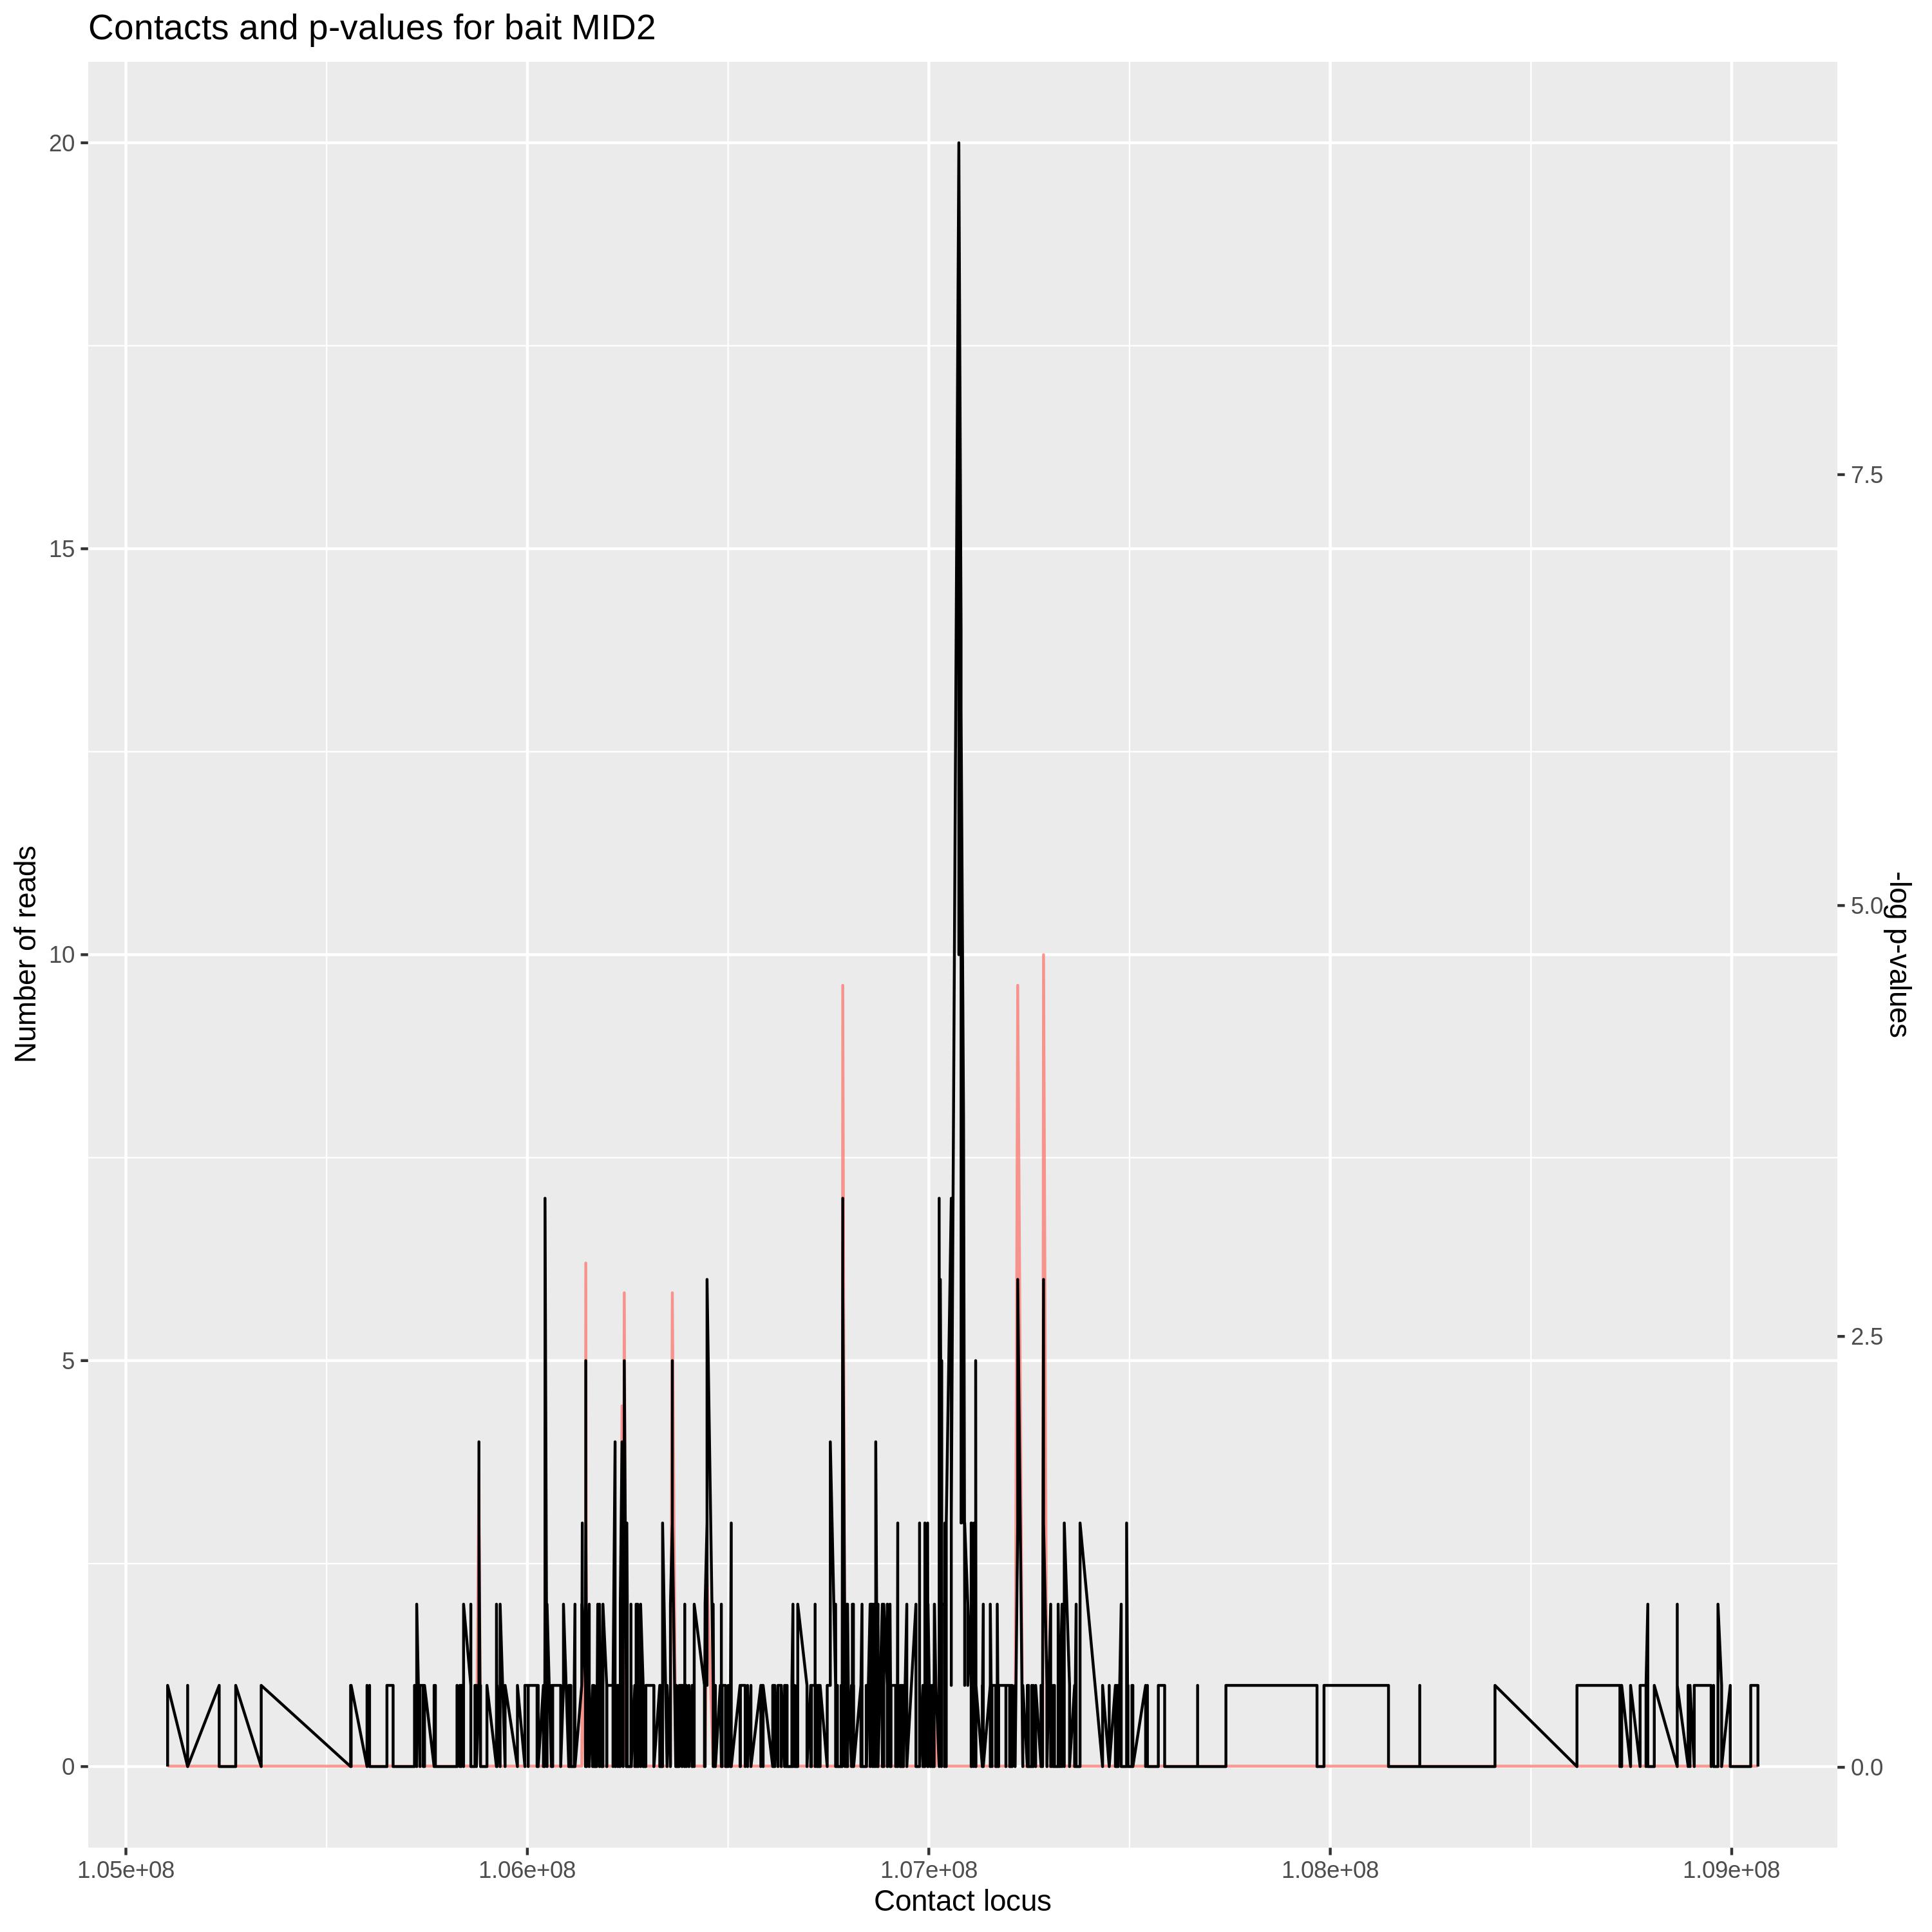 Contacts and p-values for bait MID2
20
15
10
5
0
Number of reads
7.5
5.0
2.5
0.0
-log p-values
1.05e+08
1.06e+08
1.07e+08
1.08e+08
1.09e+08
Contact locus